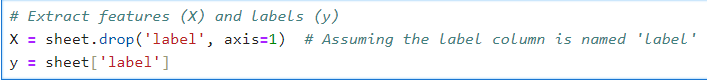 # Extract features (X) and labels (y)
X = sheet.drop('label', axis=1)  # Assuming the label column is named 'label'
y = sheet['label']